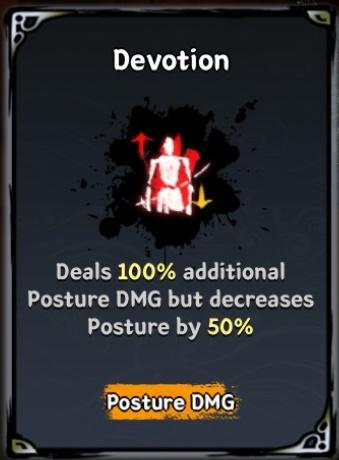 Devotion
Deals 100% additional
Posture DMG but decreases
Posture by 50%
Posture DMG